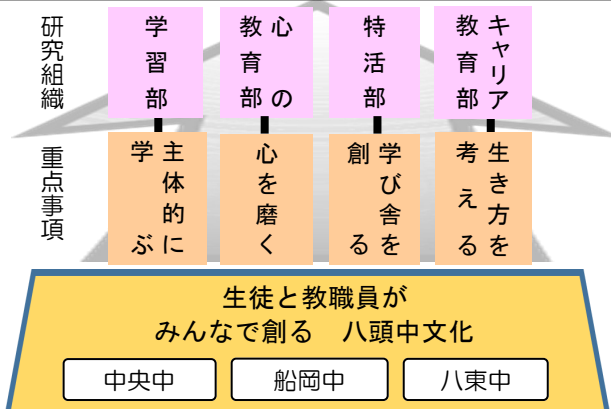 研究組織
学習部
心の
教育部
特活部
キャリア
教育部
重点事項
主体的に
学ぶ
心を磨く
学び舎を
創る
生き方を
考える
生徒と教職員が
みんなで創る　八頭中文化
中央中
船岡中
八東中